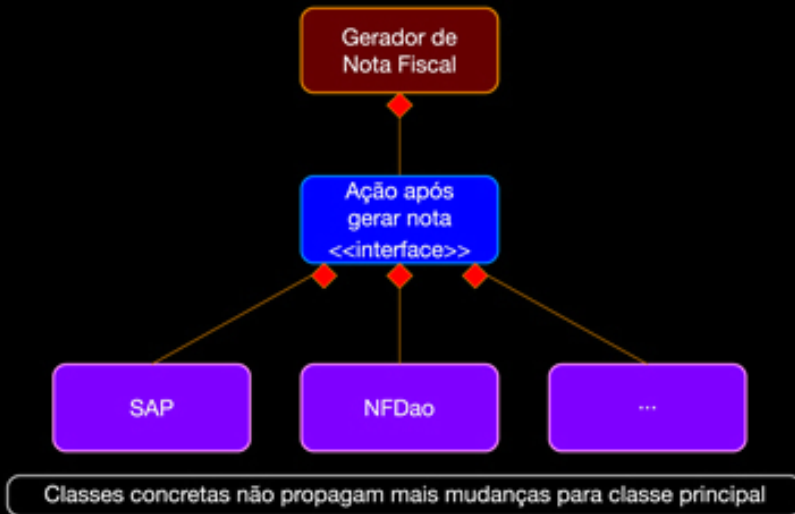 Gerador de
Nota Fiscal
Ação após
gerar nota
<<interface>>
SAP
NFDao
...
Classes concretas não propagam mais mudanças para classe principal